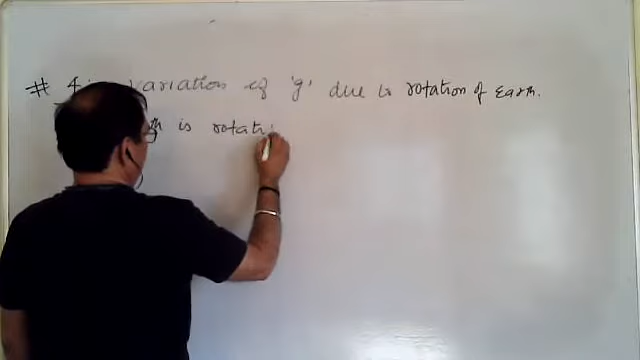 # 4. variation of 'g' due to rotation of Earth.
is rotati